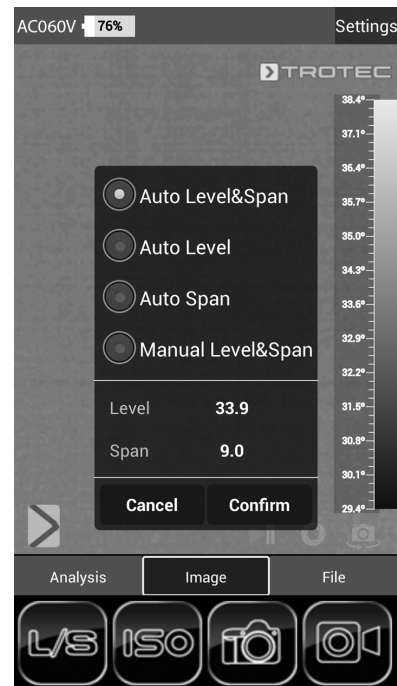 AC060V 76% Settings
TROTEC
38.4°
37.1°
36.4°
35.7°
35.0°
34.3°
33.6°
32.9°
32.2°
31.5°
30.8°
30.1°
29.4°
Auto Level&Span
Auto Level
Auto Span
Manual Level&Span
Level 33.9
Span 9.0
Cancel Confirm
Analysis Image File
L/S ISO